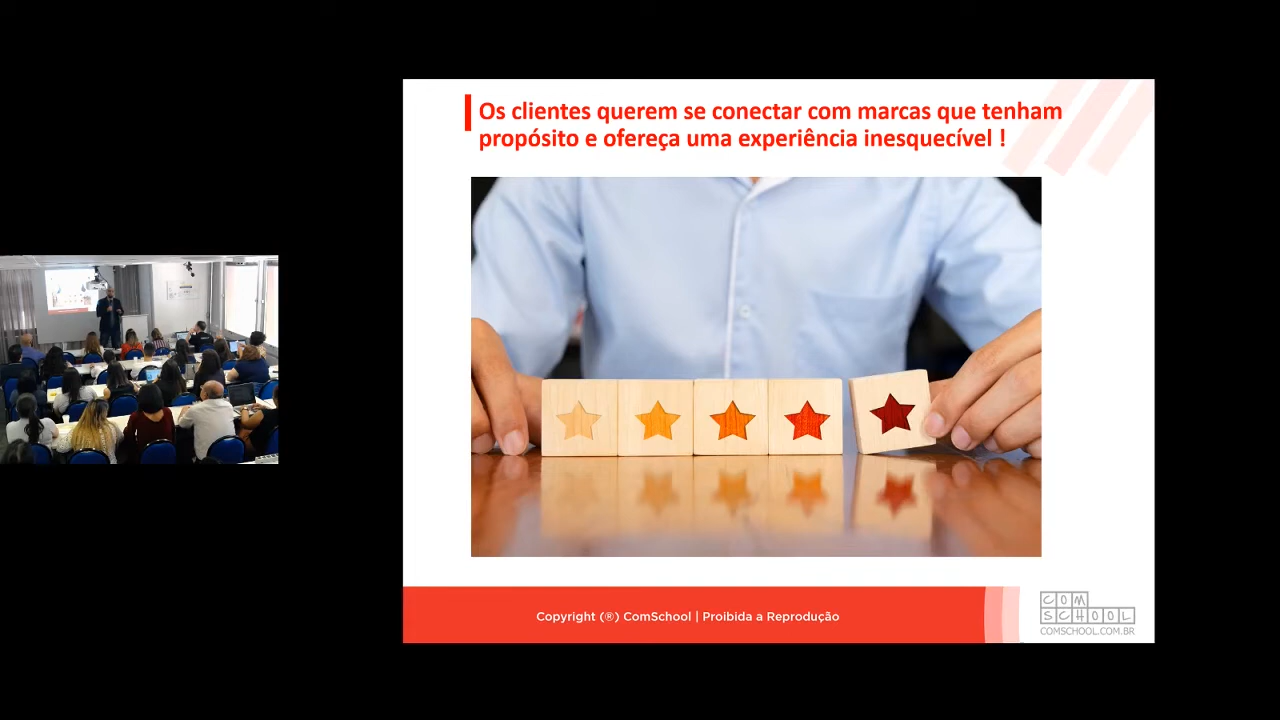 Os clientes querem se conectar com marcas que tenham
propósito e ofereça uma experiência inesquecível !
Copyright (®) ComSchool | Proibida a Reprodução
COM
SCHOOL
COMSCHOOL.COM.BR